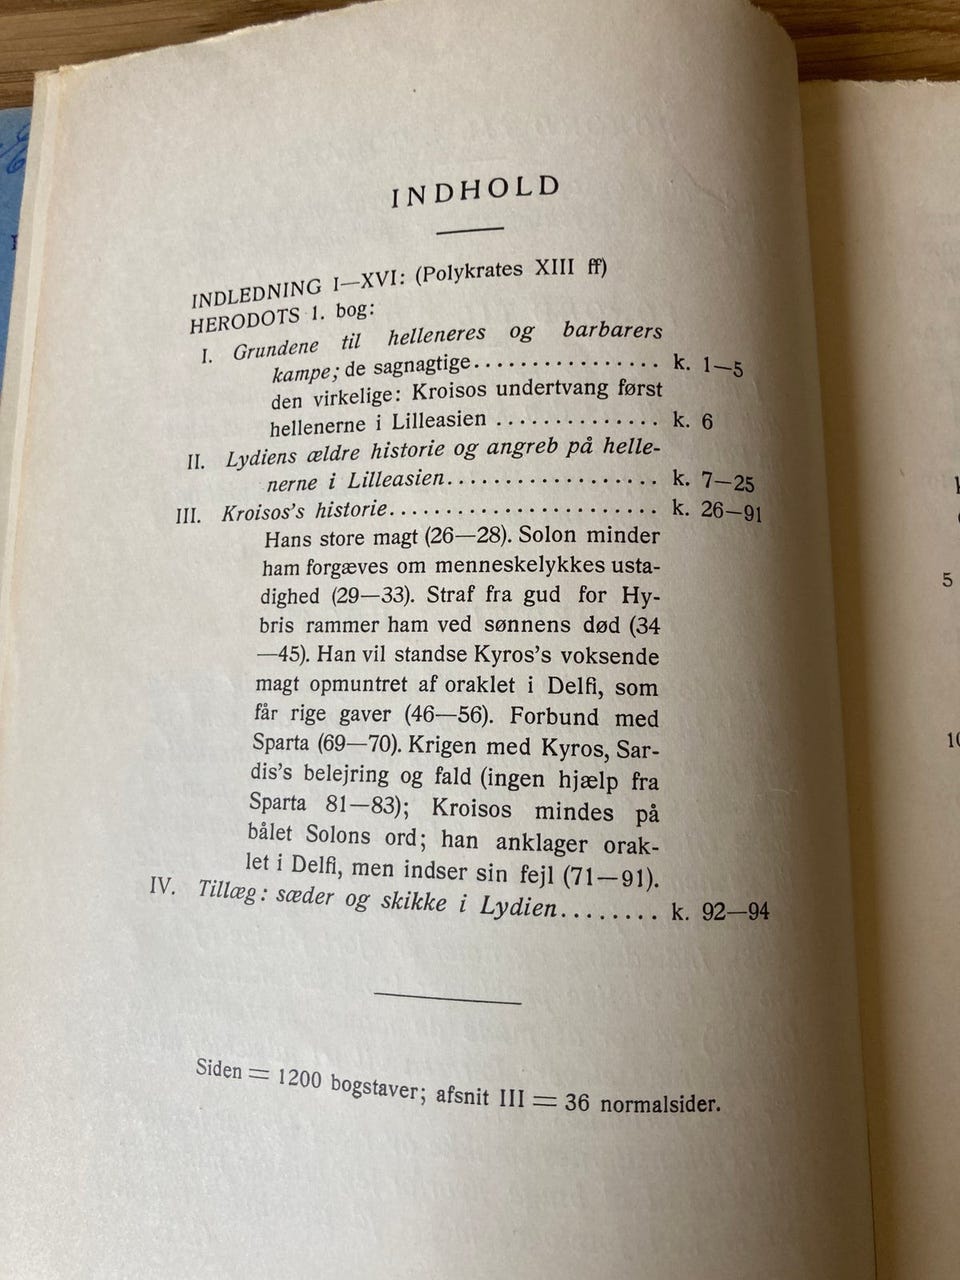 INDHOLD
INDLEDNING I—XVI: (Polykrates XIII ff)
HERODOTS 1. bog:
I. Grundene til helleneres og barbarers
kampe; de sagnagtige................ k. 1—5
den virkelige: Kroisos undertvang først
hellenerne i Lilleasien .............. k. 6
II. Lydiens ældre historie og angreb på helle-
nerne i Lilleasien.................. k. 7—25
III. Kroisos's historie....................... k. 26—91
Hans store magt (26—28). Solon minder
ham forgæves om menneskelykkes usta-
dighed (29—33). Straf fra gud for Hy-
bris rammer ham ved sønnens død (34
—45). Han vil standse Kyros's voksende
magt opmuntret af oraklet i Delfi, som
får rige gaver (46—56). Forbund med
Sparta (69—70). Krigen med Kyros, Sar-
dis's belejring og fald (ingen hjælp fra
Sparta 81—83); Kroisos mindes på
bålet Solons ord; han anklager orak-
let i Delfi, men indser sin fejl (71—91).
IV. Tillæg: sæder og skikke i Lydien........ k. 92—94
Siden = 1200 bogstaver; afsnit III = 36 normalsider.
5
10